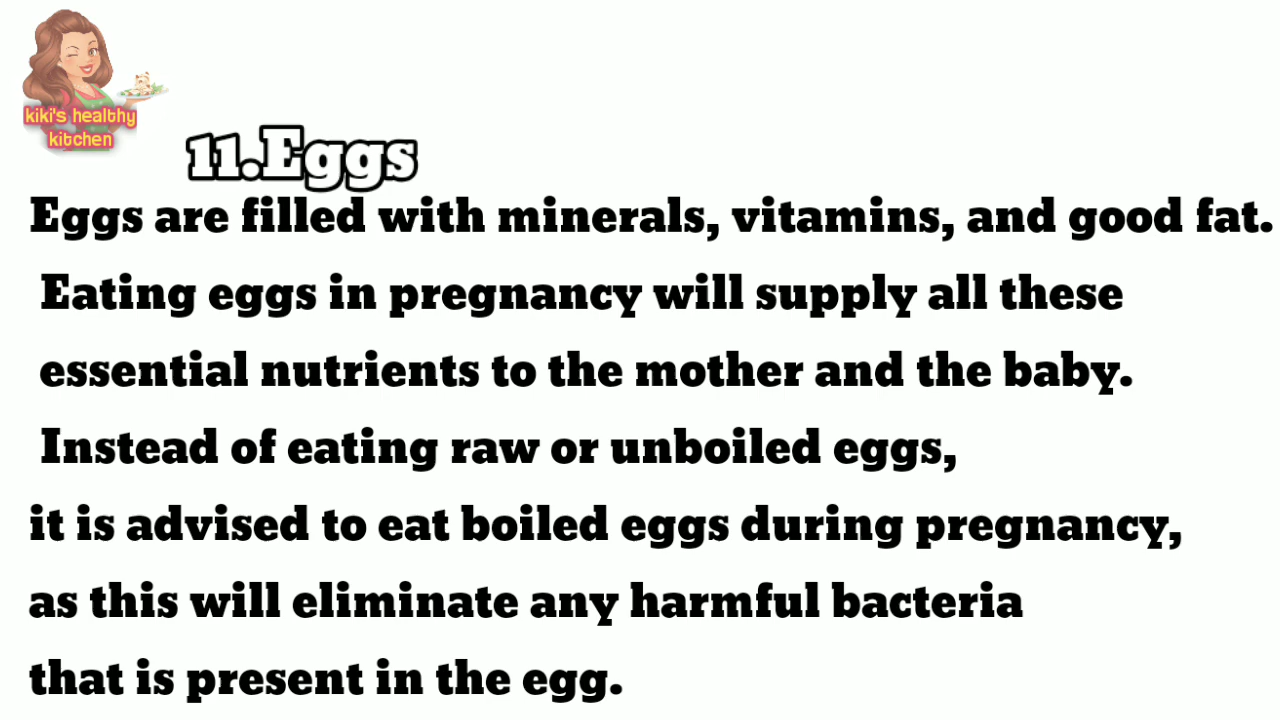 kiki's healthy
kitchen
11.Eggs
Eggs are filled with minerals, vitamins, and good fat.
Eating eggs in pregnancy will supply all these
essential nutrients to the mother and the baby.
Instead of eating raw or unboiled eggs,
it is advised to eat boiled eggs during pregnancy,
as this will eliminate any harmful bacteria
that is present in the egg.